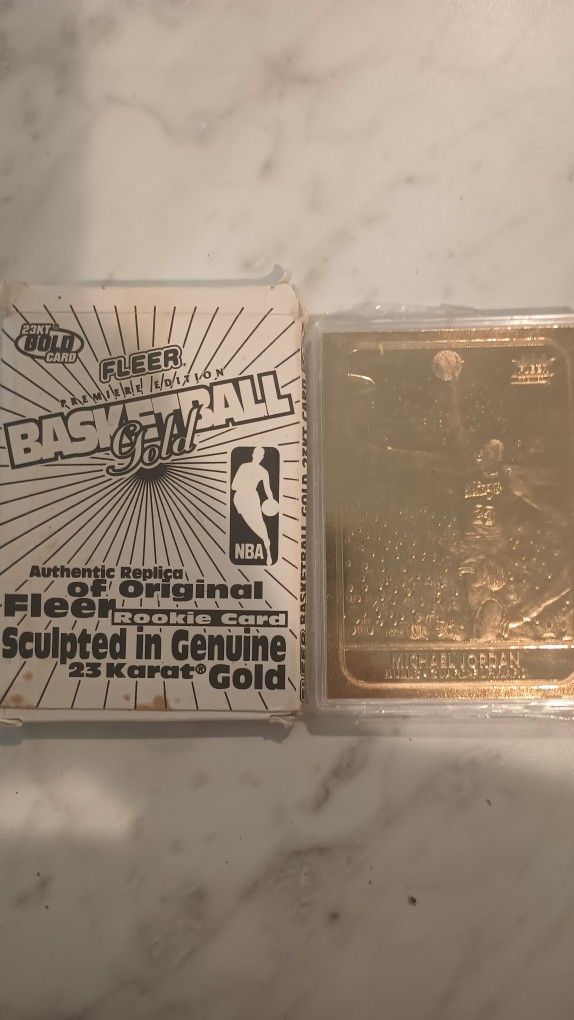 23KT
GOLD
CARD
FLEER
PREMIERE EDITION
BASKETBALL
Gold
NBA
Authentic Replica
of Original
Fleer Rookie Card
Sculpted in Genuine
23 Karat® Gold
BASKETBALL GOLD 23KT CARD
FLEER
MICHAEL JORDAN